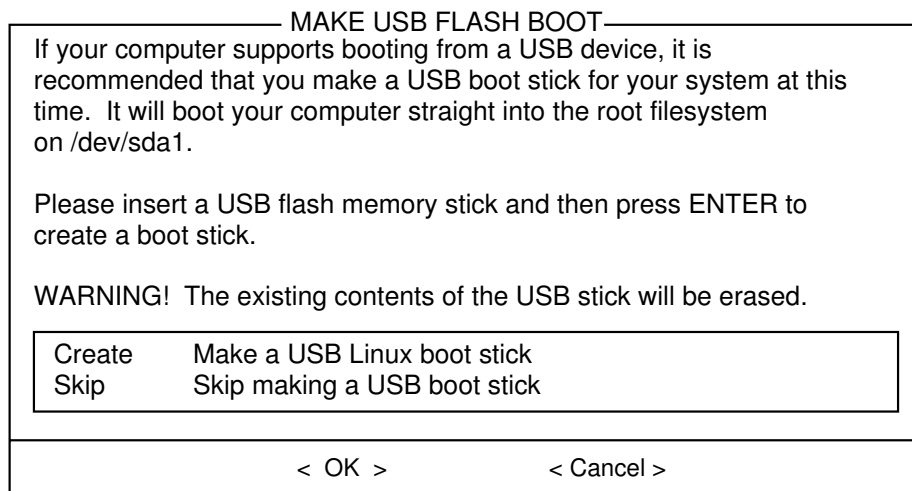 MAKE USB FLASH BOOT
If your computer supports booting from a USB device, it is
recommended that you make a USB boot stick for your system at this
time.  It will boot your computer straight into the root filesystem
on /dev/sda1.
Please insert a USB flash memory stick and then press ENTER to
create a boot stick.
WARNING!  The existing contents of the USB stick will be erased.
Create Make a USB Linux boot stick
Skip Skip making a USB boot stick
< OK > < Cancel >